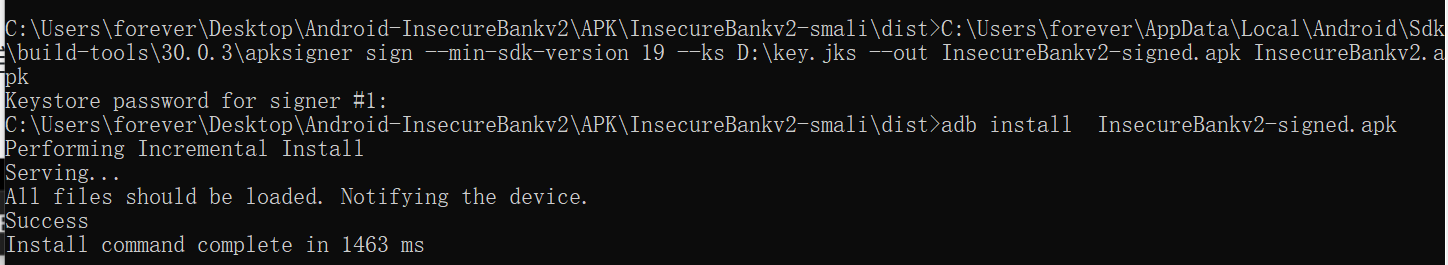 C:\Users\forever\Desktop\Android-InsecureBankv2\APK\InsecureBankv2-smali\dist>C:\Users\forever\AppData\Local\Android\Sdk
\build-tools\30.0.3\apksigner sign --min-sdk-version 19 --ks D:\key.jks --out InsecureBankv2-signed.apk InsecureBankv2.a
pk
Keystore password for signer #1:
C:\Users\forever\Desktop\Android-InsecureBankv2\APK\InsecureBankv2-smali\dist>adb install  InsecureBankv2-signed.apk
Performing Incremental Install
Serving...
All files should be loaded. Notifying the device.
Success
Install command complete in 1463 ms